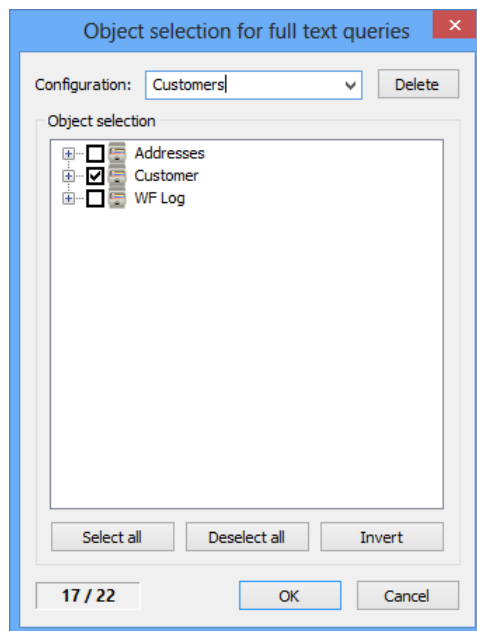 Object selection for full text queries
Configuration: Customers Delete
Object selection
Addresses
Customer
WF Log
Select all Deselect all Invert
17 / 22 OK Cancel